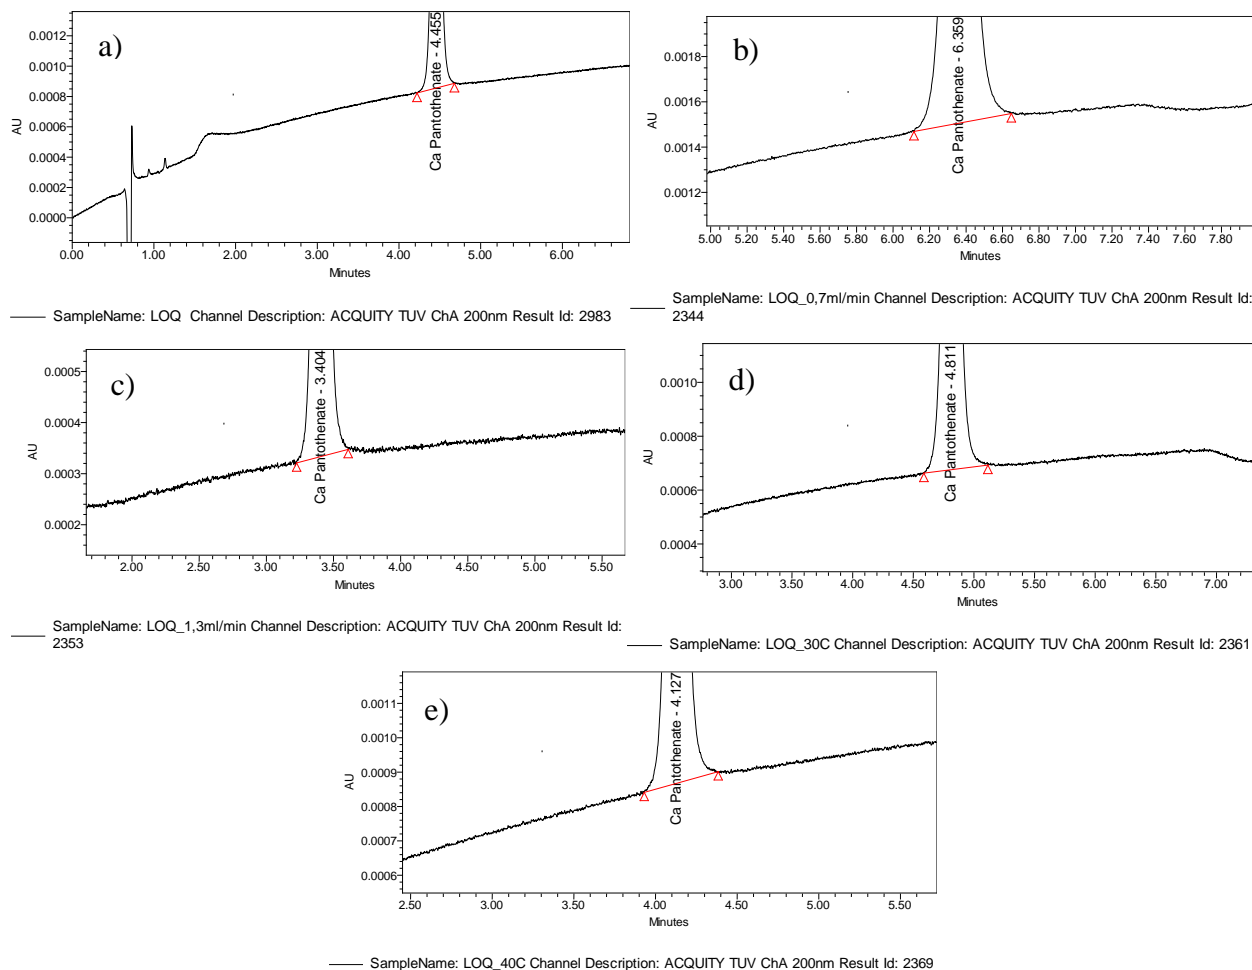 a)
0.0012
0.0010
0.0008
0.0006
0.0004
0.0002
0.0000
AU
Ca Pantothenate - 4.455
0.00 1.00 2.00 3.00 4.00 5.00 6.00
Minutes
SampleName: LOQ Channel Description: ACQUITY TUV ChA 200nm Result Id: 2983
b)
0.0018
0.0016
0.0014
0.0012
AU
Ca Pantothenate - 6.359
5.00 5.20 5.40 5.60 5.80 6.00 6.20 6.40 6.60 6.80 7.00 7.20 7.40 7.60 7.80
Minutes
SampleName: LOQ_0,7ml/min Channel Description: ACQUITY TUV ChA 200nm Result Id:
2344
c)
0.0005
0.0004
0.0003
0.0002
AU
Ca Pantothenate - 3.404
2.00 2.50 3.00 3.50 4.00 4.50 5.00 5.50
Minutes
SampleName: LOQ_1,3ml/min Channel Description: ACQUITY TUV ChA 200nm Result Id:
2353
d)
0.0010
0.0008
0.0006
0.0004
AU
Ca Pantothenate - 4.811
3.00 3.50 4.00 4.50 5.00 5.50 6.00 6.50 7.00
Minutes
SampleName: LOQ_30C Channel Description: ACQUITY TUV ChA 200nm Result Id: 2361
e)
0.0011
0.0010
0.0009
0.0008
0.0007
0.0006
AU
Ca Pantothenate - 4.127
2.50 3.00 3.50 4.00 4.50 5.00 5.50
Minutes
SampleName: LOQ_40C Channel Description: ACQUITY TUV ChA 200nm Result Id: 2369